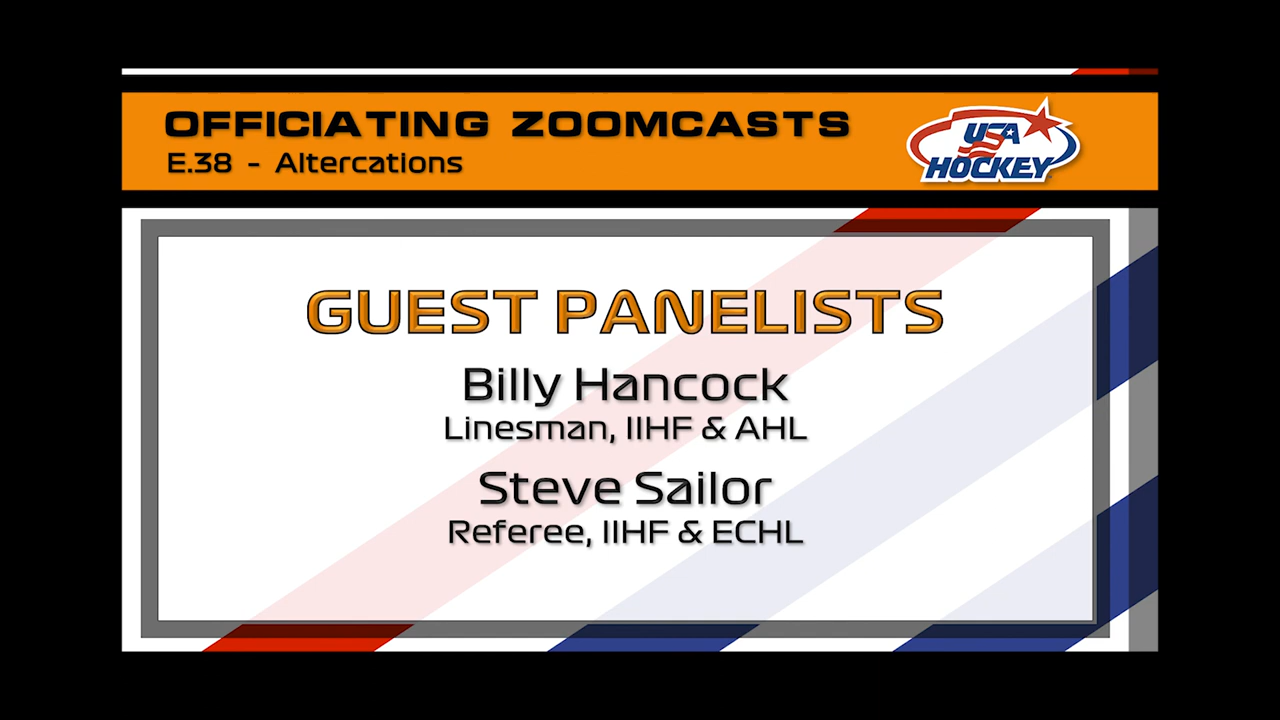 OFFICIATING ZOOMCASTS
E.38 - Altercations
USA
HOCKEY
GUEST PANELISTS
Billy Hancock
Linesman, IIHF & AHL
Steve Sailor
Referee, IIHF & ECHL